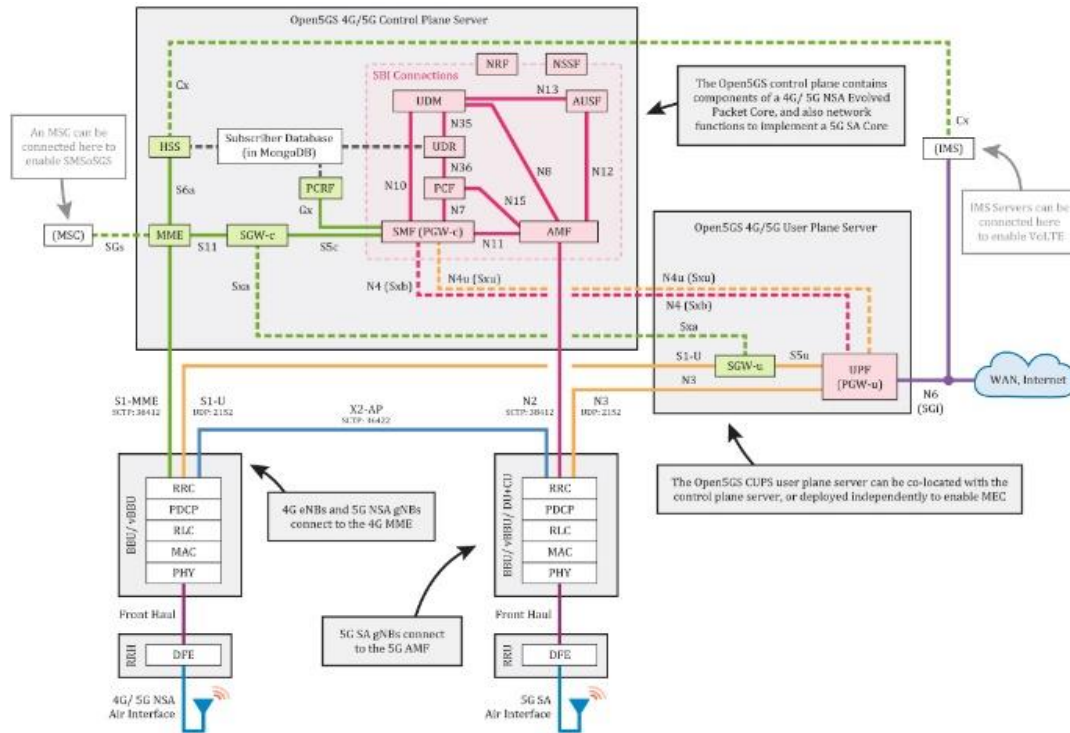 Open5GS 4G/5G Control Plane Server
SBI Connections
NRF
NSSF
N13
UDM
AUSF
Cx
N35
Subscriber Database
(in MongoDB)
HSS
UDR
N36
N8
N12
S6a
PCRF
N10
PCF
N15
Gx
N7
An MSC can be
connected here to
enable SMSoSGS
(MSC)
SGs
MME
S11
SGW-c
S5c
SMF (PGW-c)
N11
AMF
Sxa
N4 (Sxb)
N4u (Sxu)
The Open5GS control plane contains
components of a 4G/ 5G NSA Evolved
Packet Core, and also network
functions to implement a 5G SA Core
Cx
(IMS)
IMS Servers can be
connected here
to enable VoLTE
Open5GS 4G/5G User Plane Server
N4u (Sxu)
N4 (Sxb)
Sxa
S1-U
SGW-u
S5u
N3
UPF
(PGW-u)
N6
(SGi)
WAN, Internet
S1-MME
SCTP: 36412
S1-U
UDP: 2152
X2-AP
SCTP: 36422
N2
SCTP: 38412
N3
UDP: 2152
BBU/ vBBU
RRC
PDCP
RLC
MAC
PHY
4G eNBs and 5G NSA gNBs
connect to the 4G MME
BBU/ vBBU/ DU+CU
RRC
PDCP
RLC
MAC
PHY
The Open5GS CUPS user plane server can be co-located with the
control plane server, or deployed independently to enable MEC
Front Haul
5G SA gNBs connect
to the 5G AMF
Front Haul
RRH
DFE
RRU
DFE
4G/ 5G NSA
Air Interface
5G SA
Air Interface